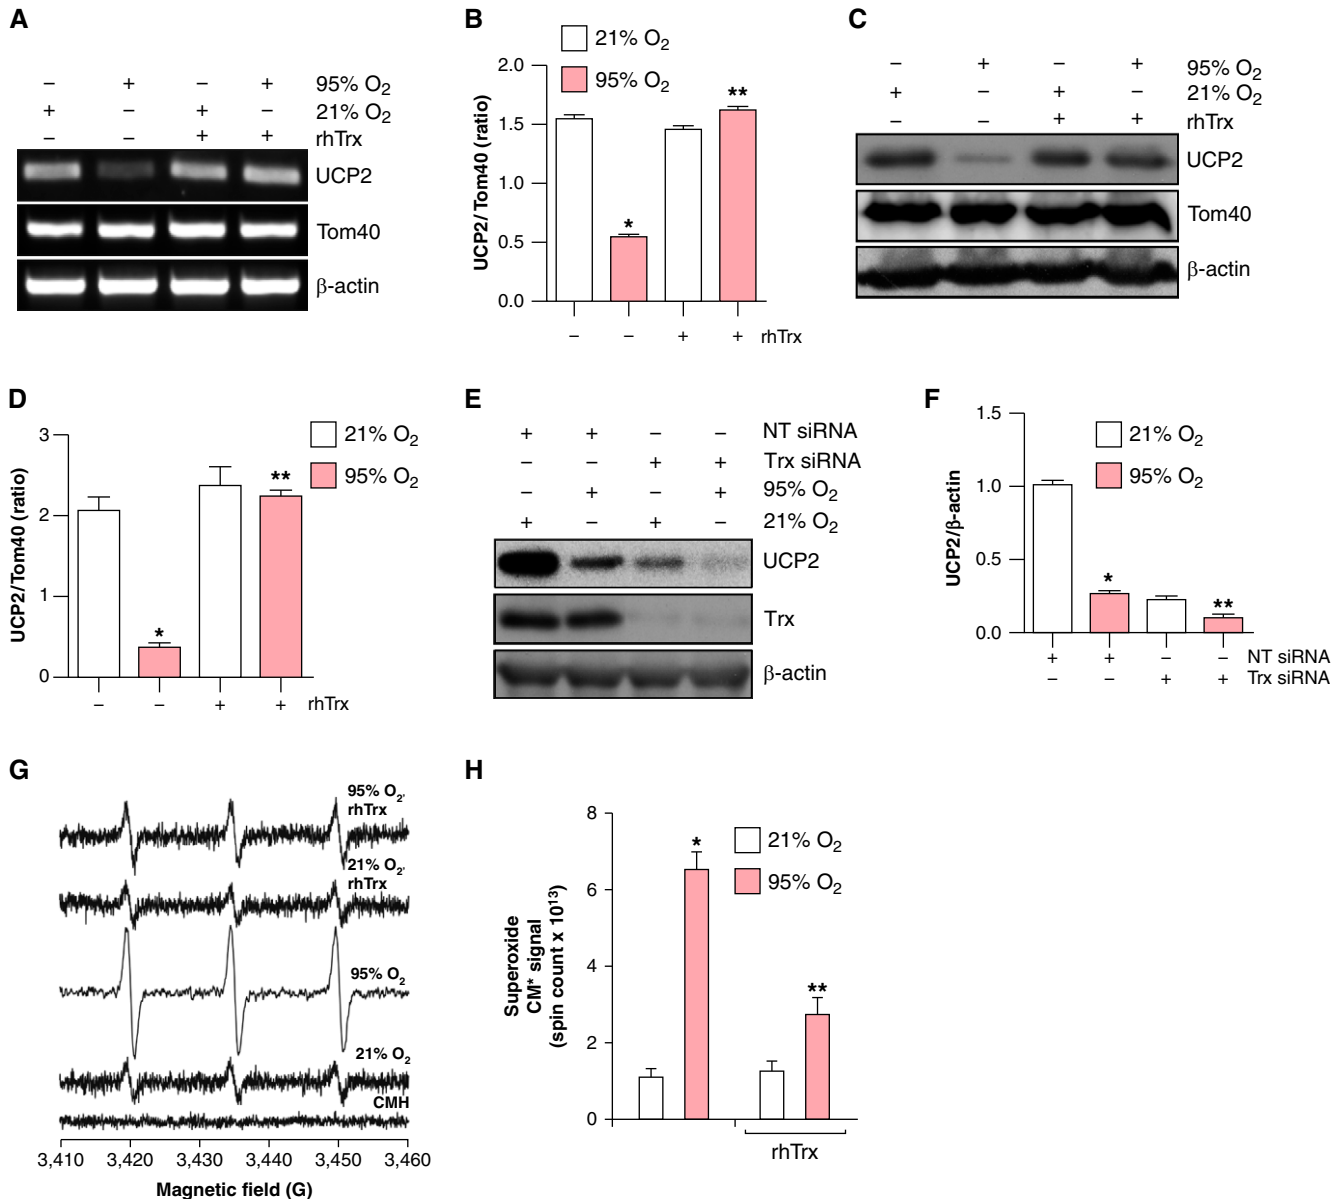 A
– + – + 95% O2
+ – + – 21% O2
– – + + rhTrx
UCP2
Tom40
β-actin
B
21% O2
95% O2
UCP2/Tom40 (ratio)
2.0
1.5
1.0
0.5
0.0
*
**
– – + + rhTrx
C
– + – + 95% O2
+ – + – 21% O2
– – + + rhTrx
UCP2
Tom40
β-actin
D
21% O2
95% O2
UCP2/Tom40 (ratio)
3
2
1
0
*
**
– – + + rhTrx
E
+ + – – NT siRNA
– – + + Trx siRNA
– + – + 95% O2
+ – + – 21% O2
UCP2
Trx
β-actin
F
21% O2
95% O2
UCP2/β-actin
1.5
1.0
0.5
0.0
*
**
+ + – – NT siRNA
– – + + Trx siRNA
G
95% O2,
rhTrx
21% O2,
rhTrx
95% O2
21% O2
CMH
3,410 3,420 3,430 3,440 3,450 3,460
Magnetic field (G)
H
21% O2
95% O2
Superoxide
CM* signal
(spin count x 10^13)
8
6
4
2
0
*
**
rhTrx